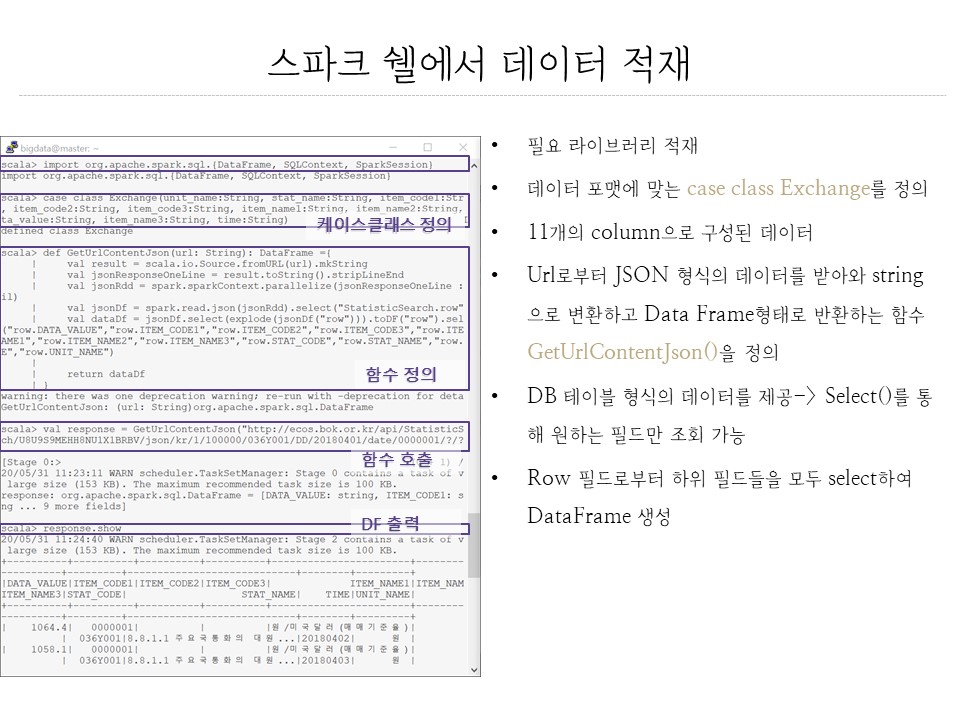 스파크 쉘에서 데이터 적재
bigdata@master: ~
scala> import org.apache.spark.sql.{DataFrame, SQLContext, SparkSession}
import org.apache.spark.sql.{DataFrame, SQLContext, SparkSession}
scala> case class Exchange(unit_name:String, stat_name:String, item_code1:Str
, item_code2:String, item_code3:String, item_name1:String, item_name2:String,
ta_value:String, item_name3:String, time:String)
케이스클래스 정의
defined class Exchange
scala> def GetUrlContentJson(url: String): DataFrame ={
| val result = scala.io.Source.fromURL(url).mkString
| val jsonResponseOneLine = result.toString().stripLineEnd
| val jsonRdd = spark.sparkContext.parallelize(jsonResponseOneLine :
il)
| val jsonDf = spark.read.json(jsonRdd).select("StatisticSearch.row"
| val dataDf = jsonDf.select(explode(jsonDf("row"))).toDF("row").sel
("row.DATA_VALUE","row.ITEM_CODE1","row.ITEM_CODE2","row.ITEM_CODE3","row.ITE
AME1","row.ITEM_NAME2","row.ITEM_NAME3","row.STAT_CODE","row.STAT_NAME","row.
E","row.UNIT_NAME")
|
| return dataDf
| }
함수 정의
warning: there was one deprecation warning; re-run with -deprecation for deta
GetUrlContentJson: (url: String)org.apache.spark.sql.DataFrame
scala> val response = GetUrlContentJson("http://ecos.bok.or.kr/api/StatisticS
ch/U8U9S9MEHH8NU1X1BRBV/json/kr/1/100000/036Y001/DD/20180401/date/0000001/?/?
함수 호출
[Stage 0:> 1) /
20/05/31 11:23:11 WARN scheduler.TaskSetManager: Stage 0 contains a task of v
large size (153 KB). The maximum recommended task size is 100 KB.
response: org.apache.spark.sql.DataFrame = [DATA_VALUE: string, ITEM_CODE1: s
ng ... 9 more fields]
DF 출력
scala> response.show
20/05/31 11:24:40 WARN scheduler.TaskSetManager: Stage 2 contains a task of v
large size (153 KB). The maximum recommended task size is 100 KB.
|DATA_VALUE|ITEM_CODE1|ITEM_CODE2|ITEM_CODE3| ITEM_NAME1|ITEM_NAM
ITEM_NAME3|STAT_CODE| STAT_NAME| TIME|UNIT_NAME|
| 1064.4| 0000001| | |원/미국달러(매매기준율)|
| 036Y001|8.8.1.1 주요국통화의 대원...|20180402| 원 |
| 1058.1| 0000001| | |원/미국달러(매매기준율)|
| 036Y001|8.8.1.1 주요국통화의 대원...|20180403| 원 |
• 필요 라이브러리 적재
• 데이터 포맷에 맞는 case class Exchange를 정의
• 11개의 column으로 구성된 데이터
• Url로부터 JSON 형식의 데이터를 받아와 string
으로 변환하고 Data Frame형태로 반환하는 함수
GetUrlContentJson()을 정의
• DB 테이블 형식의 데이터를 제공-> Select()를 통
해 원하는 필드만 조회 가능
• Row 필드로부터 하위 필드들을 모두 select하여
DataFrame 생성